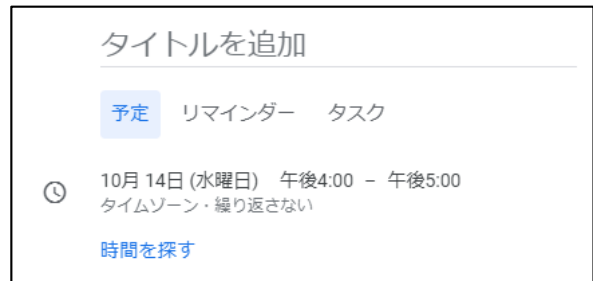 タイトルを追加
予定 リマインダー タスク
10月 14日 (水曜日) 午後4:00 – 午後5:00
タイムゾーン・繰り返さない
時間を探す